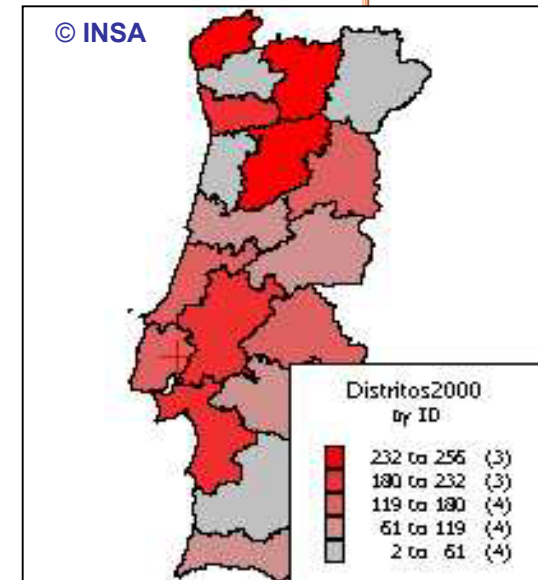 © INSA
Distritos2000
by ID
232 to 256 (3)
180 to 232 (3)
119 to 180 (4)
61 to 119 (4)
2 to 61 (4)